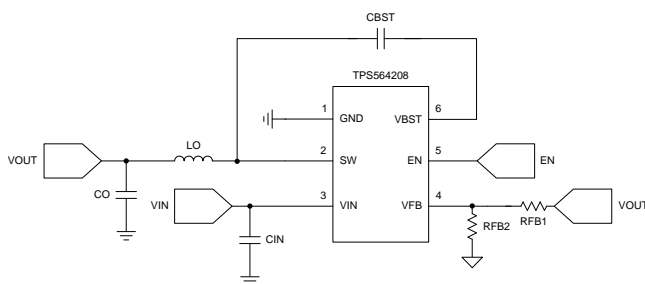 CBST
TPS564208
1 GND VBST 6
LO
VOUT 2 SW EN 5 EN
CO
VIN 3 VIN VFB 4
RFB1 VOUT
RFB2
CIN